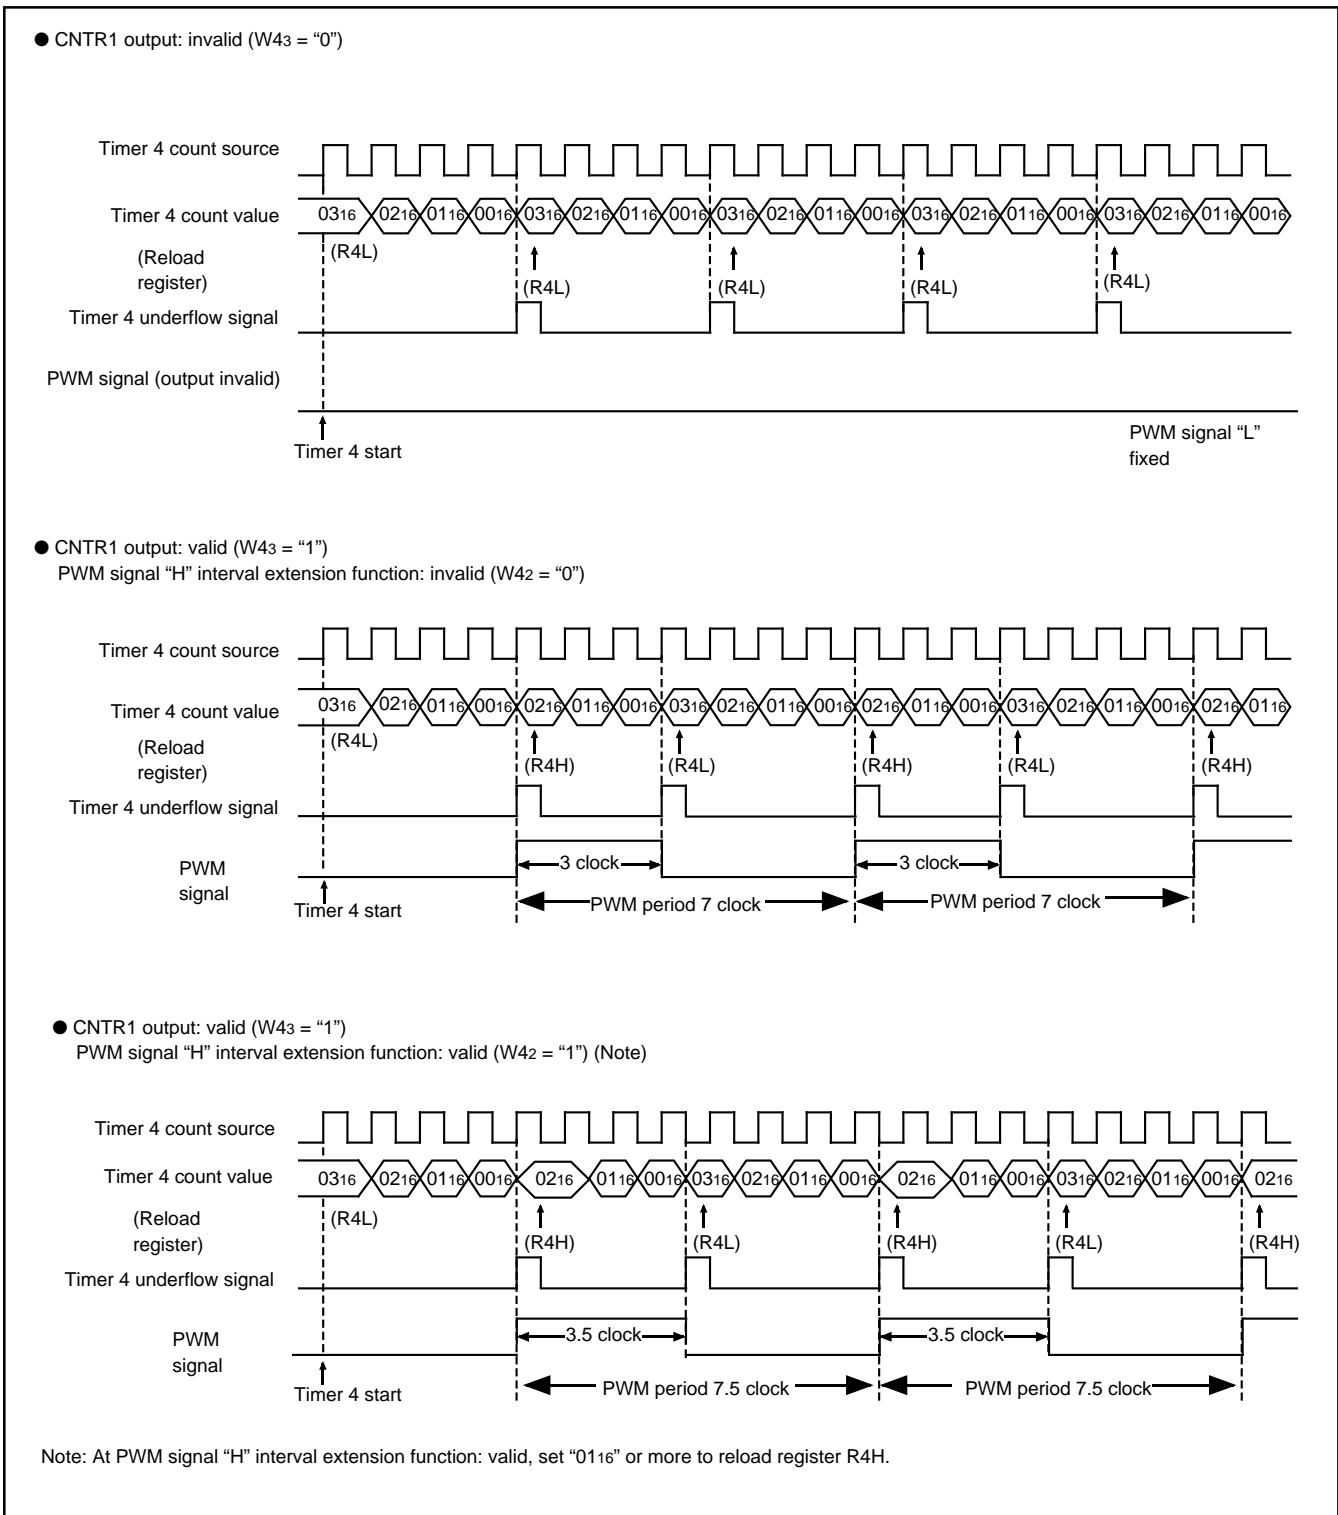 ● CNTR1 output: invalid (W43 = “0”)
Timer 4 count source
Timer 4 count value
0316 0216 0116 0016 0316 0216 0116 0016 0316 0216 0116 0016 0316 0216 0116 0016 0316 0216 0116 0016
(Reload
register)
(R4L)
(R4L) (R4L) (R4L) (R4L)
Timer 4 underflow signal
PWM signal (output invalid)
Timer 4 start
PWM signal “L”
fixed
● CNTR1 output: valid (W43 = “1”)
PWM signal “H” interval extension function: invalid (W42 = “0”)
Timer 4 count source
Timer 4 count value
0316 0216 0116 0016 0216 0116 0016 0316 0216 0116 0016 0216 0116 0016 0316 0216 0116 0016 0216 0116
(Reload
register)
(R4L)
(R4H) (R4L) (R4H) (R4L) (R4H)
Timer 4 underflow signal
PWM
signal
3 clock 3 clock
Timer 4 start
PWM period 7 clock PWM period 7 clock
● CNTR1 output: valid (W43 = “1”)
PWM signal “H” interval extension function: valid (W42 = “1”) (Note)
Timer 4 count source
Timer 4 count value
0316 0216 0116 0016 0216 0116 0016 0316 0216 0116 0016 0216 0116 0016 0316 0216 0116 0016 0216
(Reload
register)
(R4L)
(R4H) (R4L) (R4H) (R4L) (R4H)
Timer 4 underflow signal
PWM
signal
3.5 clock 3.5 clock
Timer 4 start
PWM period 7.5 clock PWM period 7.5 clock
Note: At PWM signal “H” interval extension function: valid, set “0116” or more to reload register R4H.